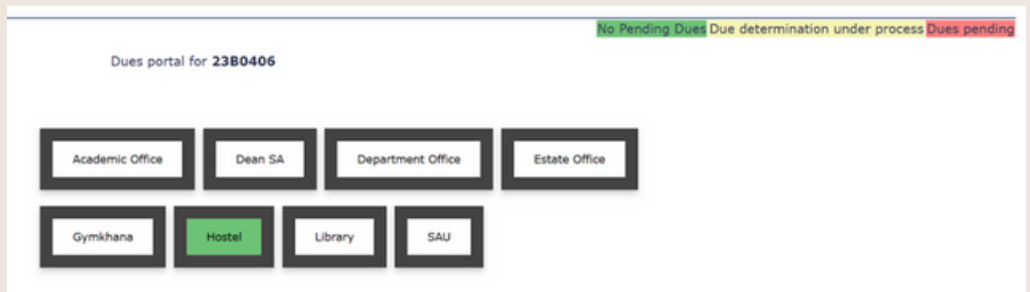 No Pending Dues Due determination under process Dues pending
Dues portal for 23B0406
Academic Office Dean SA Department Office Estate Office
Gymkhana Hostel Library SAU